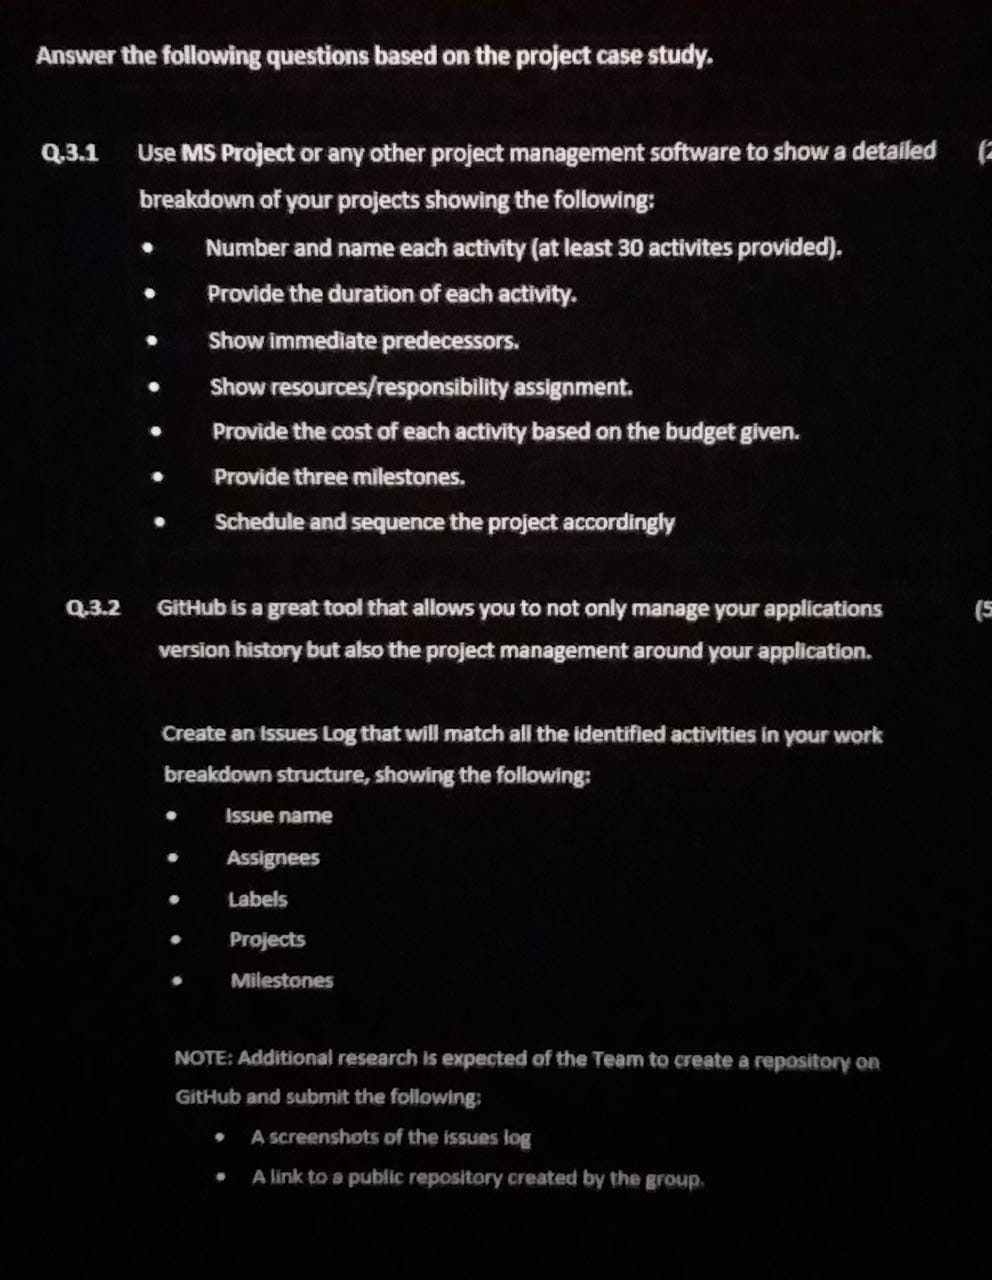 Answer the following questions based on the project case study.
Q.3.1 Use MS Project or any other project management software to show a detailed (2
breakdown of your projects showing the following:
• Number and name each activity (at least 30 activites provided).
• Provide the duration of each activity.
• Show immediate predecessors.
• Show resources/responsibility assignment.
• Provide the cost of each activity based on the budget given.
• Provide three milestones.
• Schedule and sequence the project accordingly
Q.3.2 GitHub is a great tool that allows you to not only manage your applications (5
version history but also the project management around your application.
Create an Issues Log that will match all the identified activities in your work
breakdown structure, showing the following:
• Issue name
• Assignees
• Labels
• Projects
• Milestones
NOTE: Additional research is expected of the Team to create a repository on
GitHub and submit the following:
• A screenshots of the issues log
• A link to a public repository created by the group.